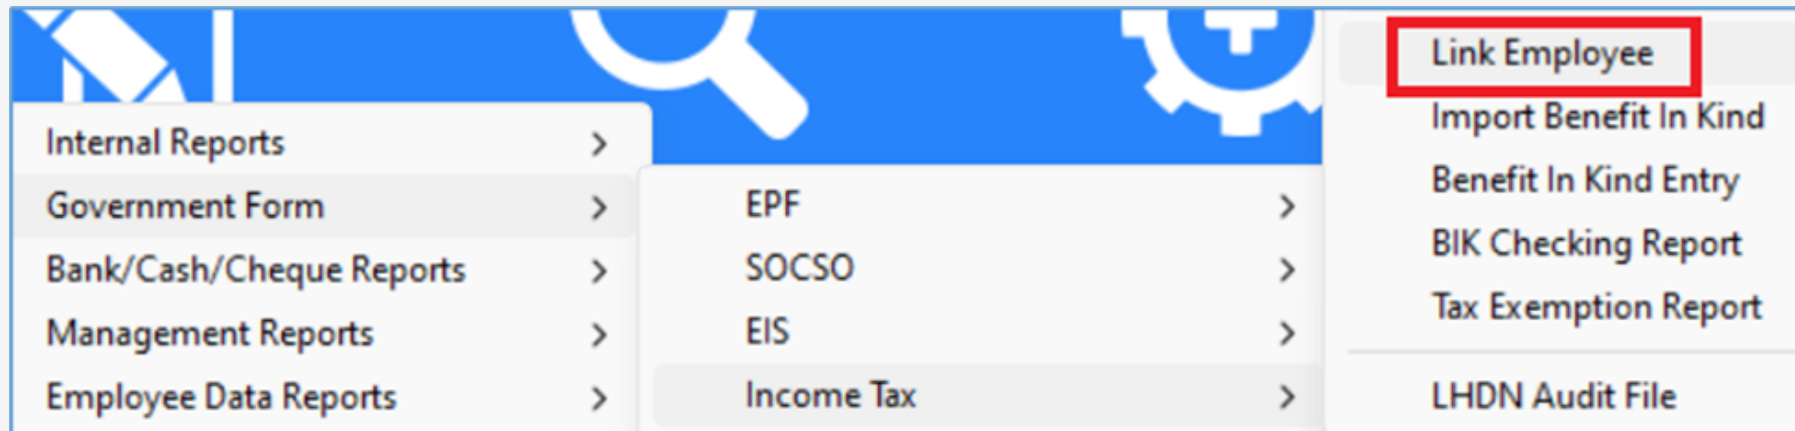 Internal Reports
Government Form
Bank/Cash/Cheque Reports
Management Reports
Employee Data Reports
EPF
SOCSO
EIS
Income Tax
Link Employee
Import Benefit In Kind
Benefit In Kind Entry
BIK Checking Report
Tax Exemption Report
LHDN Audit File